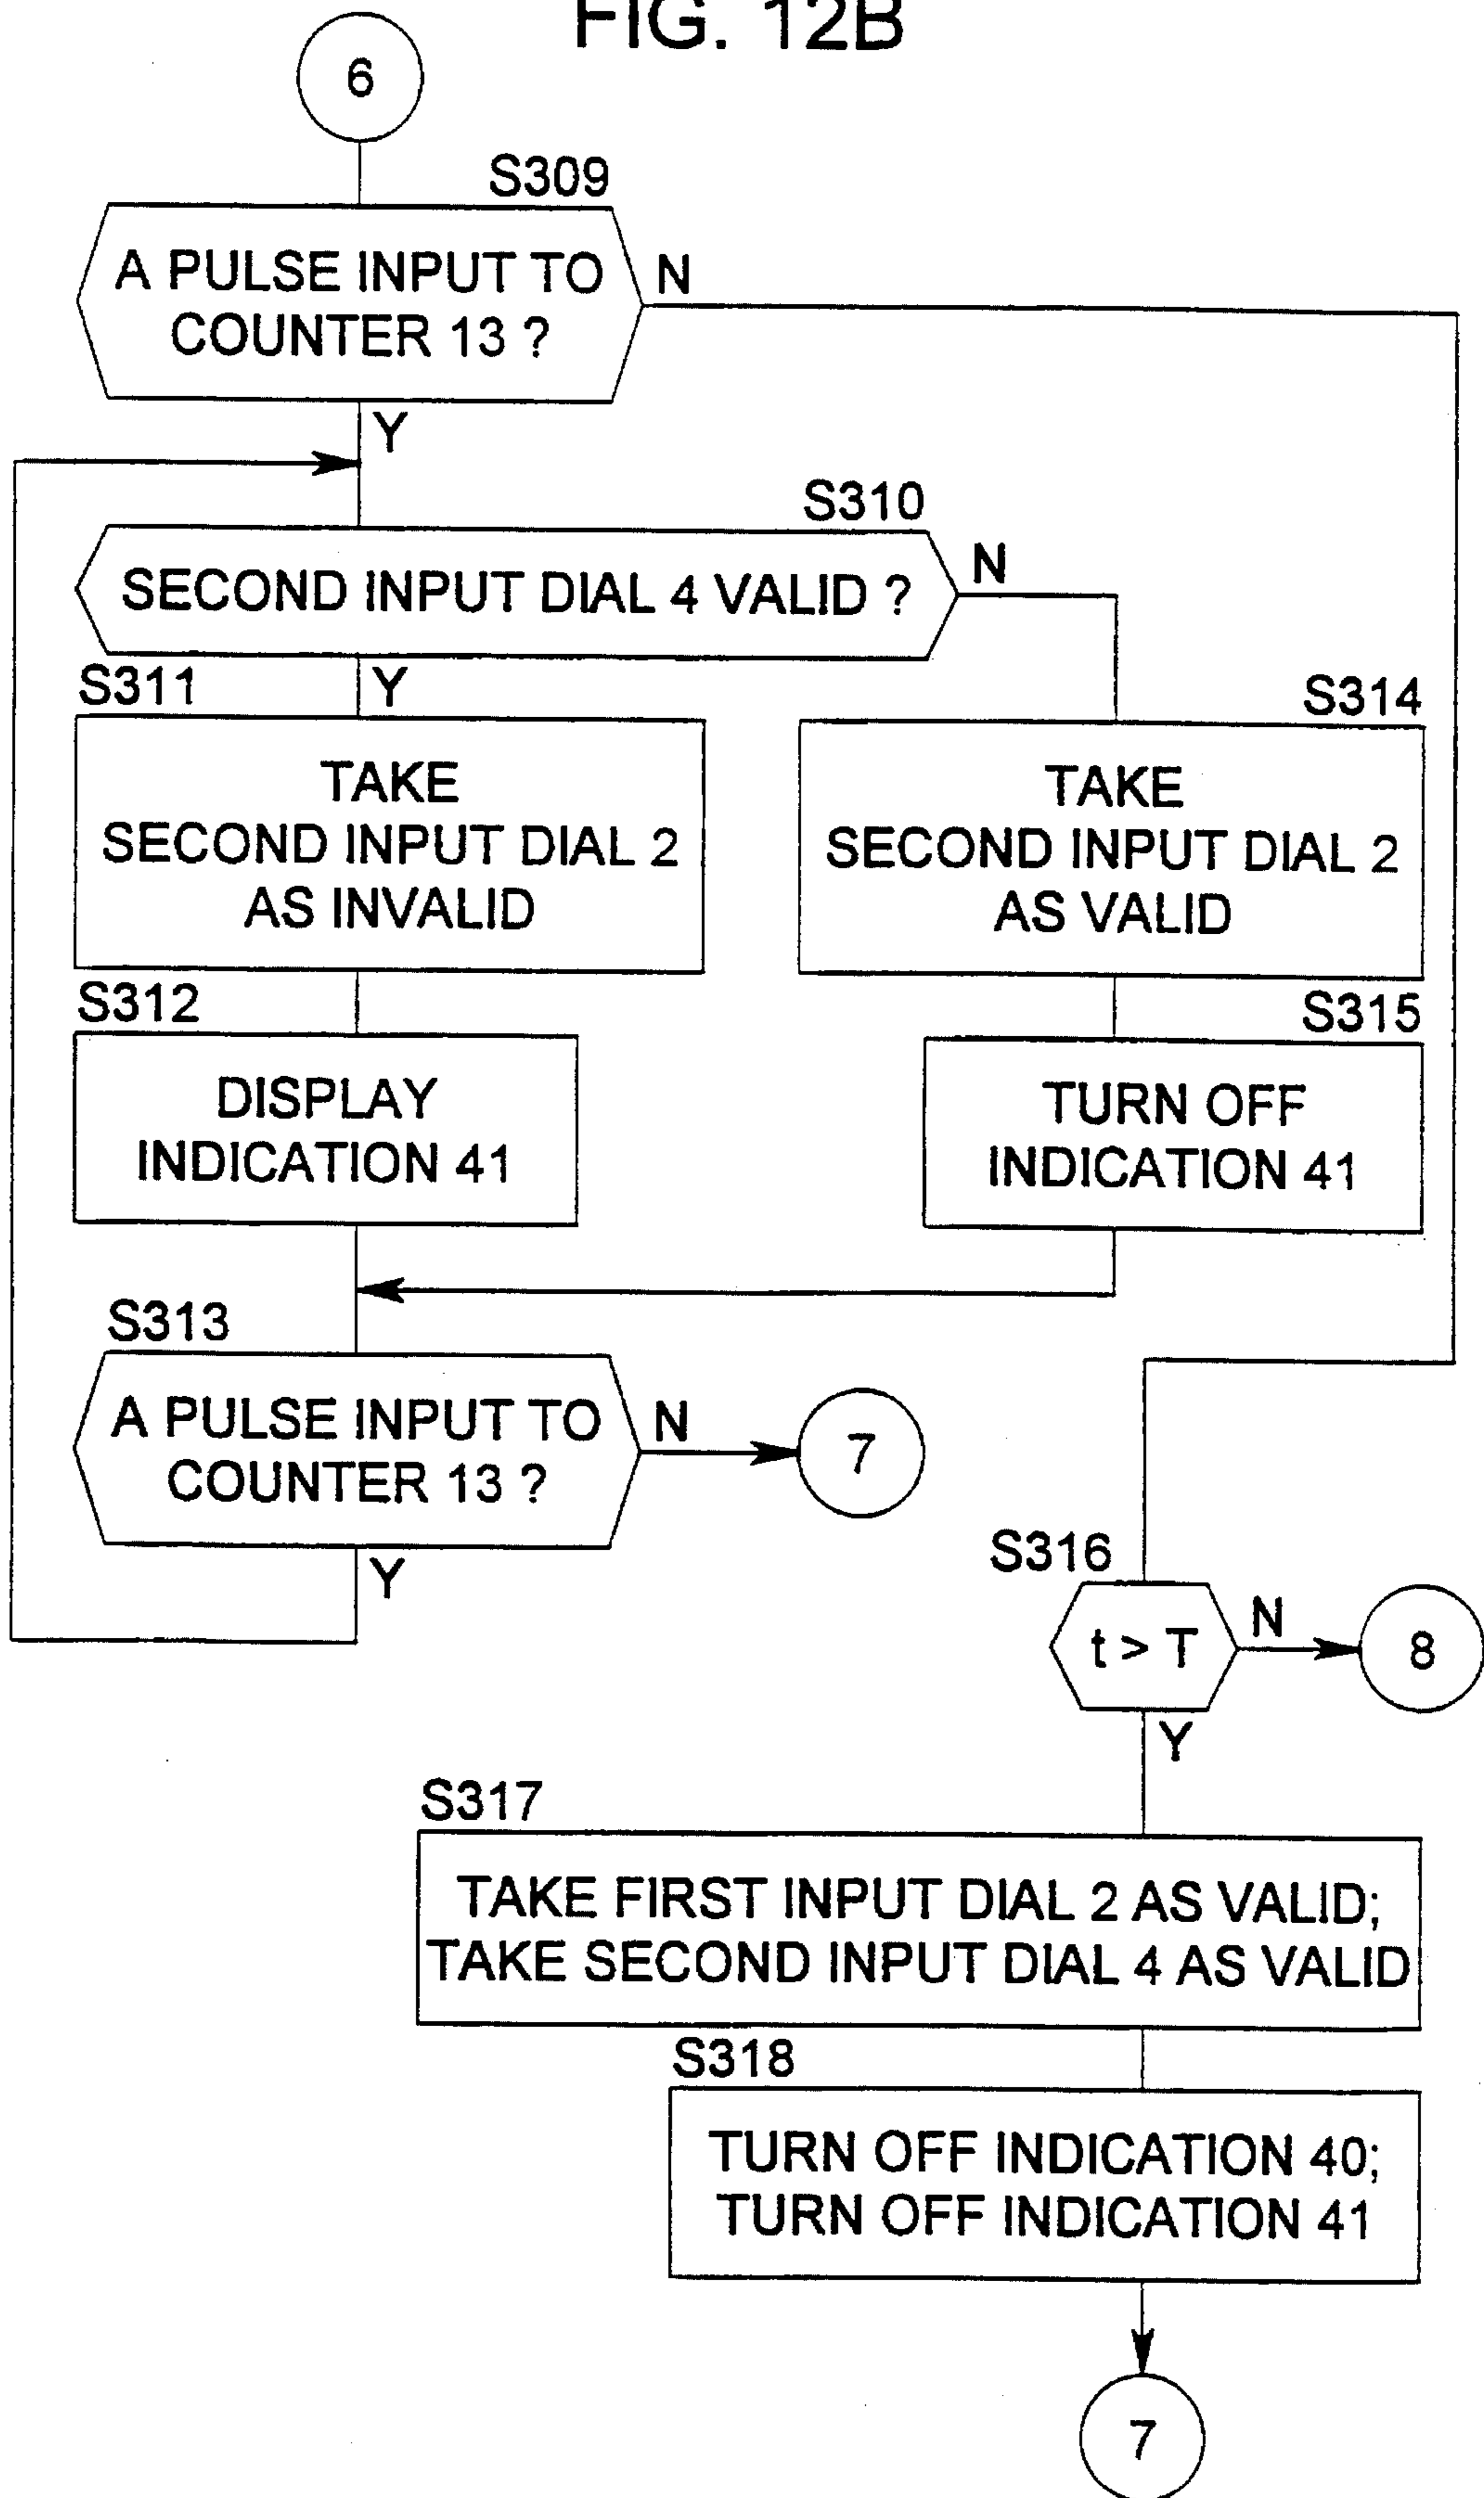 FIG. 12B
6
S309
A PULSE INPUT TO
COUNTER 13 ?
N
Y
S310
SECOND INPUT DIAL 4 VALID ?
N
S311
Y
S314
TAKE
SECOND INPUT DIAL 2
AS INVALID
TAKE
SECOND INPUT DIAL 2
AS VALID
S312
S315
DISPLAY
INDICATION 41
TURN OFF
INDICATION 41
S313
A PULSE INPUT TO
COUNTER 13 ?
N
7
Y
S316
t > T
N
8
Y
S317
TAKE FIRST INPUT DIAL 2 AS VALID;
TAKE SECOND INPUT DIAL 4 AS VALID
S318
TURN OFF INDICATION 40;
TURN OFF INDICATION 41
7